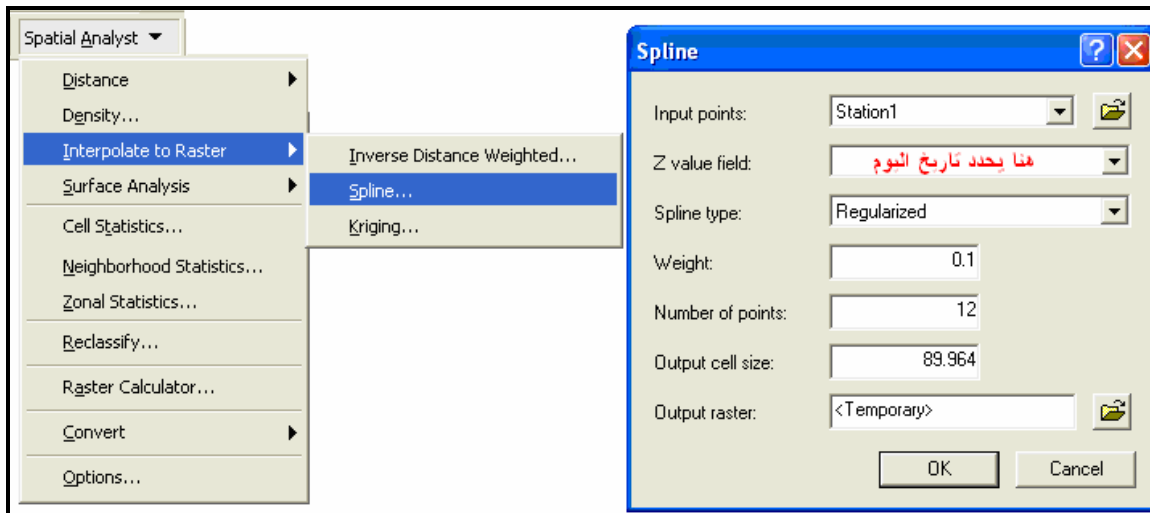 Spatial Analyst
Distance
Density...
Interpolate to Raster
Surface Analysis
Cell Statistics...
Neighborhood Statistics...
Zonal Statistics...
Reclassify...
Raster Calculator...
Convert
Options...
Inverse Distance Weighted...
Spline...
Kriging...
Spline
Input points: Station1
Z value field: هنا يحدد تاريخ اليوم
Spline type: Regularized
Weight: 0.1
Number of points: 12
Output cell size: 89.964
Output raster: <Temporary>
OK Cancel